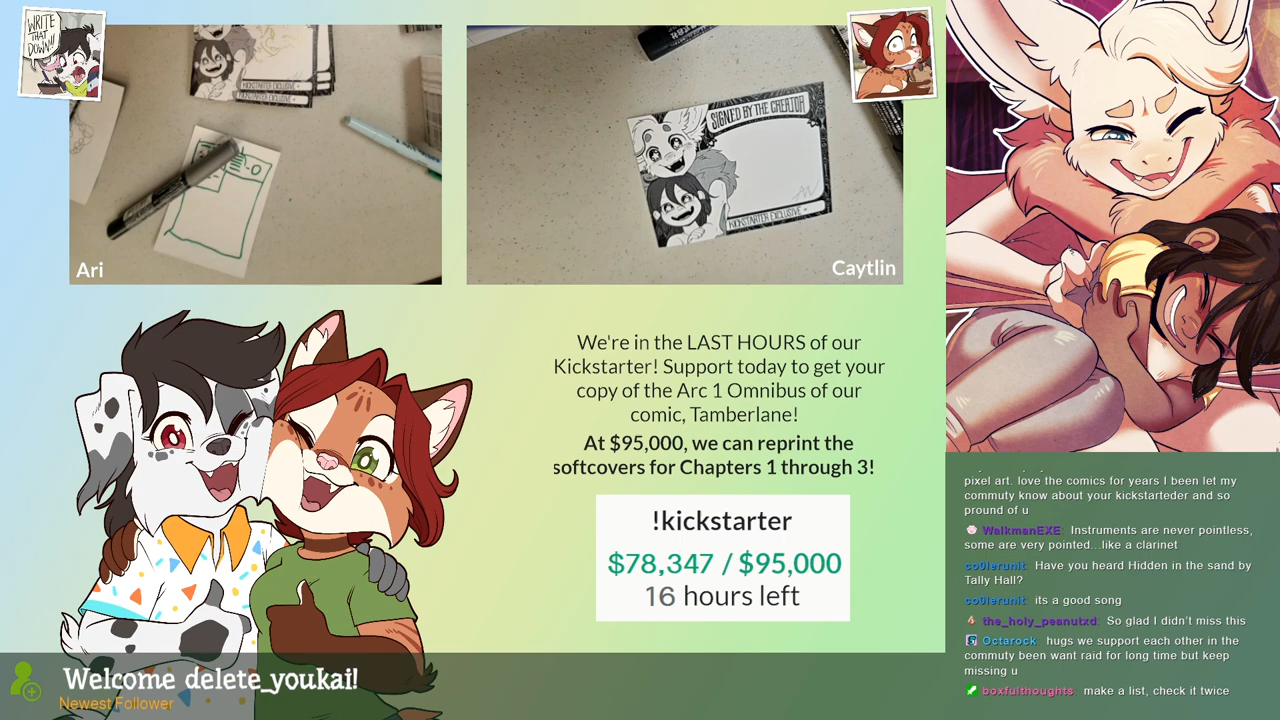 WRITE
THAT
DOWN!!!
KICKSTARTER EXCLUSIVE
KICKSTARTER EXCLUSIVE
Ari
SIGNED BY THE CREATOR
KICKSTARTER EXCLUSIVE
Caytlin
We're in the LAST HOURS of our
Kickstarter! Support today to get your
copy of the Arc 1 Omnibus of our
comic, Tamberlane!
At $95,000, we can reprint the
softcovers for Chapters 1 through 3!
!kickstarter
$78,347 / $95,000
16 hours left
Welcome delete_youkai!
Newest Follower
pixel art. love the comics for years I been let my
commuty know about your kickstarteder and so
pround of u
WalkmanEXE: Instruments are never pointless,
some are very pointed...like a clarinet
co0lerunit: Have you heard Hidden in the sand by
Tally Hall?
co0lerunit: its a good song
the_holy_peanutxd: So glad I didn't miss this
Octarock hugs we support each other in the
commuty been want raid for long time but keep
missing u
boxfulthoughts: make a list, check it twice